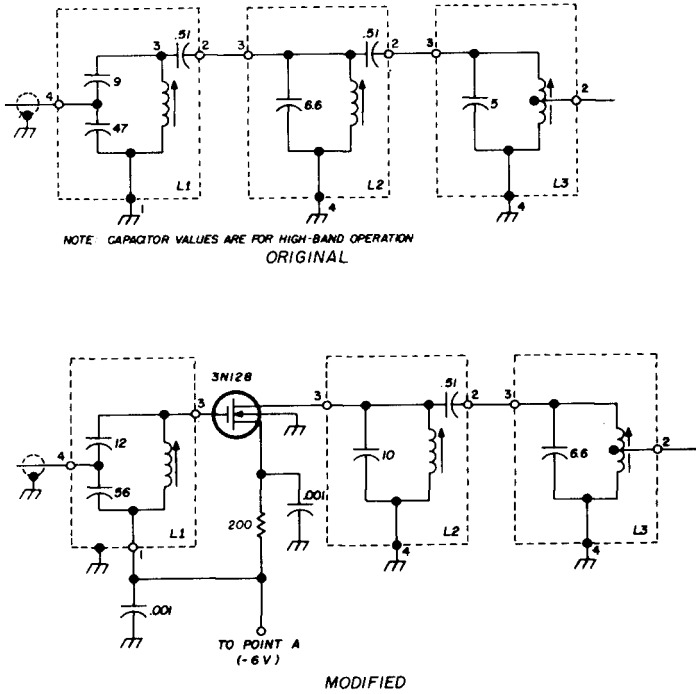 .51
.51
3
2
3
2
3
9
6.6
5
2
4
47
L1
L2
L3
1
4
4
NOTE: CAPACITOR VALUES ARE FOR HIGH-BAND OPERATION
ORIGINAL
3N128
.51
3
3
2
3
12
10
6.6
2
4
56
.001
200
L1
L2
L3
1
4
4
.001
TO POINT A
(-6V)
MODIFIED